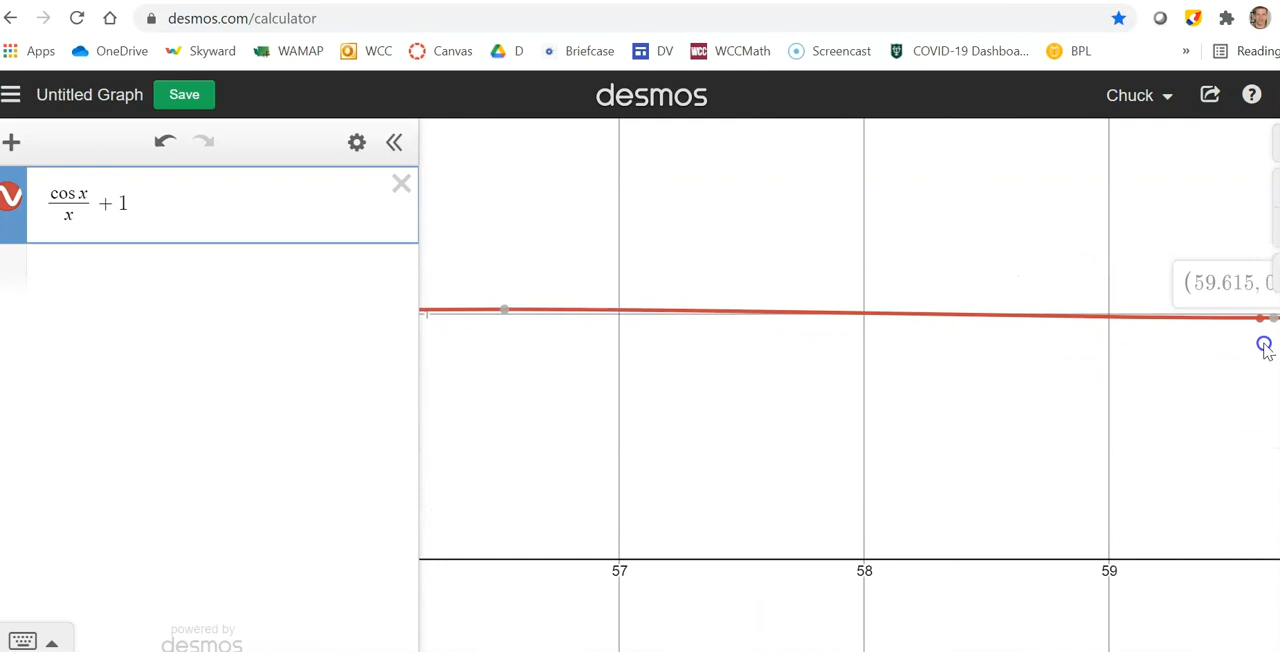 desmos.com/calculator
Apps OneDrive Skyward WAMAP WCC Canvas D Briefcase DV WCCMath Screencast COVID-19 Dashboa... BPL » Reading
Untitled Graph Save desmos Chuck ?
cos x
x
+ 1
(59.615, 0
1
57 58 59
powered by
desmos